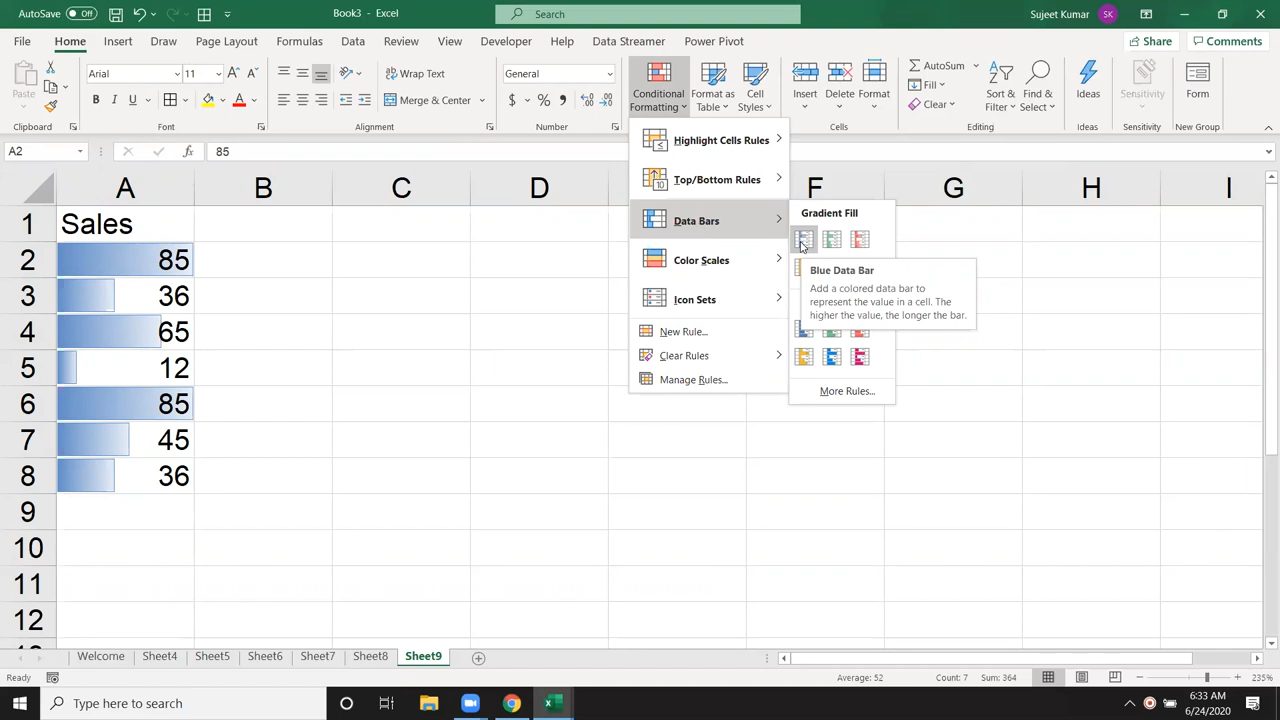 AutoSave Off
Book3 - Excel
Search
Sujeet Kumar
SK
File Home Insert Draw Page Layout Formulas Data Review View Developer Help Data Streamer Power Pivot
Share
Comments
Paste
Clipboard
Arial
11
B I U
Font
Wrap Text
Merge & Center
Alignment
General
$ % ,
Number
Conditional Formatting
Format as Table
Cell Styles
Insert Delete Format
Cells
AutoSum
Fill
Clear
Sort & Filter
Find & Select
Editing
Ideas
Sensitivity
Sensitivity
Form
New Group
A2
fx
85
Highlight Cells Rules
Top/Bottom Rules
Data Bars
Color Scales
Icon Sets
New Rule...
Clear Rules
Manage Rules...
Gradient Fill
Blue Data Bar
Add a colored data bar to
represent the value in a cell. The
higher the value, the longer the bar.
More Rules...
A B C D F G H I
1 Sales
2 85
3 36
4 65
5 12
6 85
7 45
8 36
9
10
11
12
Welcome Sheet4 Sheet5 Sheet6 Sheet7 Sheet8 Sheet9
Ready
Average: 52 Count: 7 Sum: 364
235%
Type here to search
6:33 AM
6/24/2020